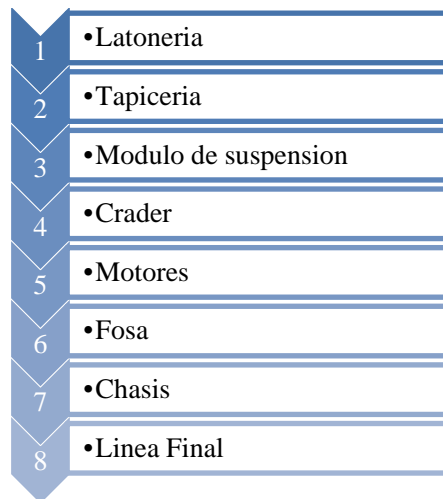 1 •Latoneria
2 •Tapiceria
3 •Modulo de suspension
4 •Crader
5 •Motores
6 •Fosa
7 •Chasis
8 •Linea Final